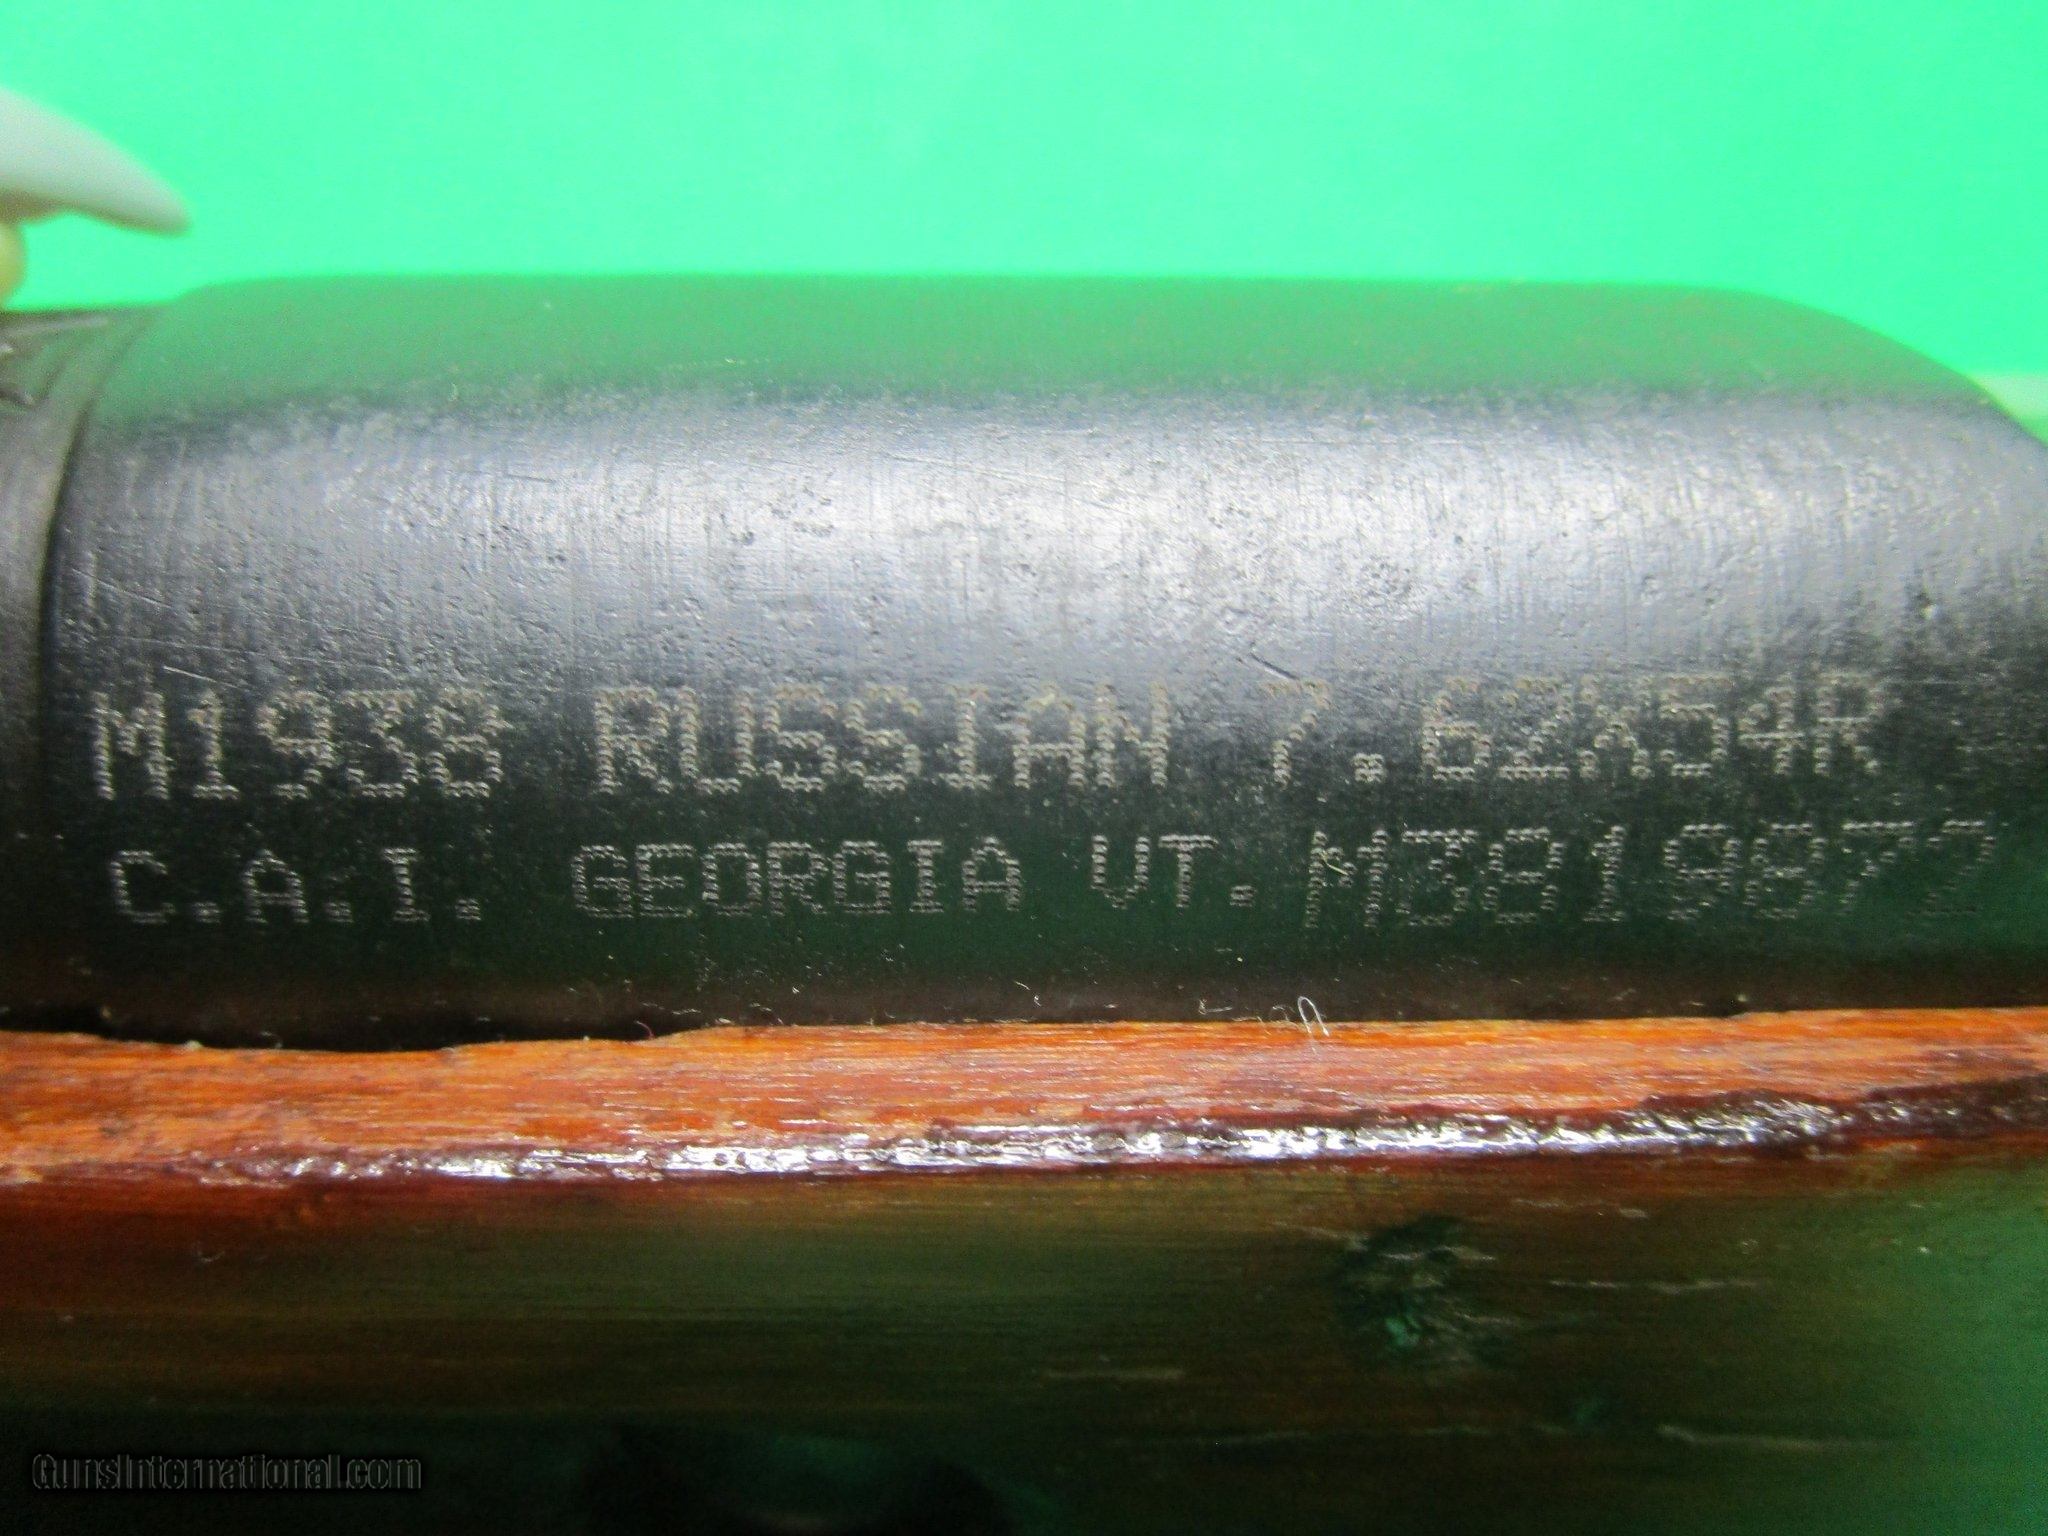 M1938 RUSSIAN 7.62X54R
C.A.I. GEORGIA VT. M3819872
GunsInternational.com